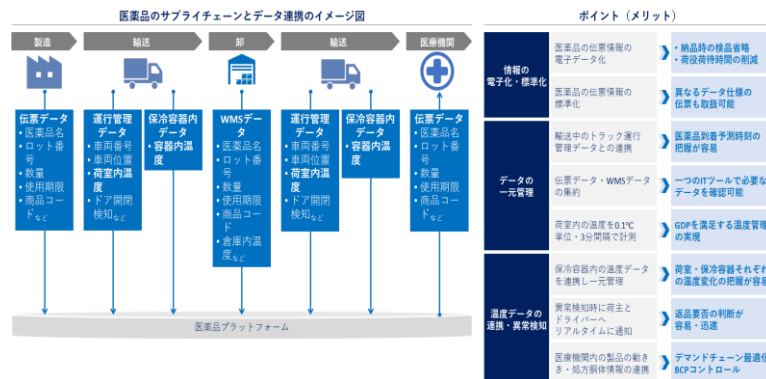 医薬品のサプライチェーンとデータ連携のイメージ図
製造
輸送
卸
輸送
医療機関
伝票データ
• 医薬品名
• ロット番
号
• 数量
• 使用期限
• 商品コー
ドなど
運行管理
データ
• 車両番号
• 車両位置
• 荷室内温
度
• ドア開閉
検知など
保冷容器内
データ
• 容器内温
度
WMSデー
タ
• 医薬品名
• ロット番
号
• 数量
• 使用期限
• 商品コー
ド
• 倉庫内温
度など
運行管理
データ
• 車両番号
• 車両位置
• 荷室内温
度
• ドア開閉
検知など
保冷容器内
データ
• 容器内温
度
伝票データ
• 医薬品名
• ロット番
号
• 数量
• 使用期限
• 商品コー
ドなど
医薬品プラットフォーム
ポイント（メリット）
情報の
電子化・標準化
医薬品の伝票情報の
電子データ化
・納品時の検品省略
・荷役荷待時間の削減
医薬品の伝票情報の
標準化
異なるデータ仕様の
伝票も取扱可能
データの
一元管理
輸送中のトラック運行
管理データとの連携
医薬品到着予測時刻の
把握が容易
伝票データ・WMSデータ
の集約
一つのITツールで必要な
データを確認可能
荷室内の温度を0.1℃
単位・3分間隔で計測
GDPを満足する温度管理
の実現
温度データの
連携・異常検知
保冷容器内の温度データ
を連携し一元管理
荷室・保冷容器それぞれ
の温度変化の把握が容易
異常検知時に荷主と
ドライバーへ
リアルタイムに通知
返品要否の判断が
容易・迅速
医療機関内の製品の動き
き・処方胴体情報の連携
デマンドチェーン最適化
BCPコントロール